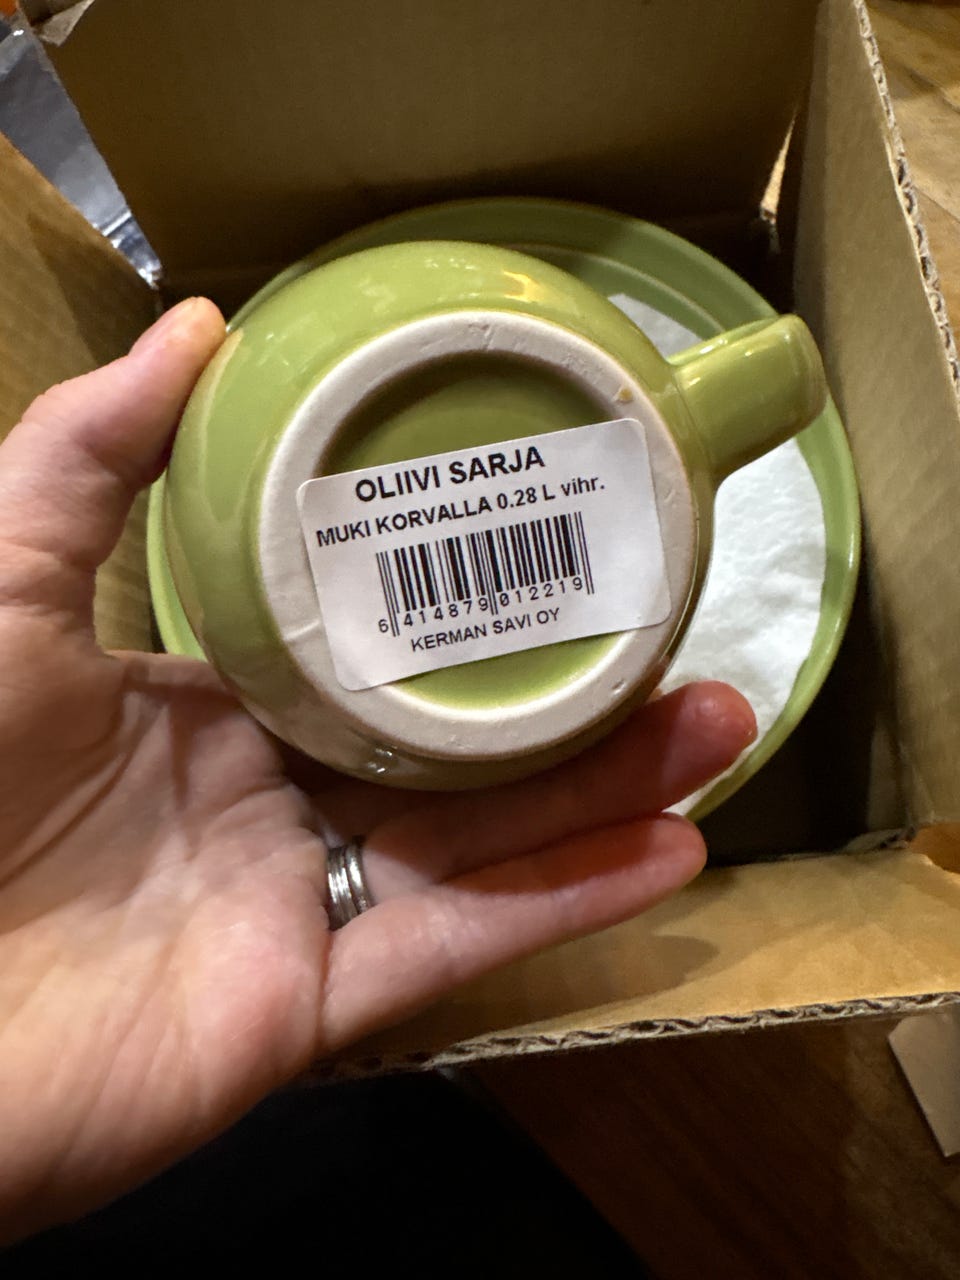 OLIIVI SARJA
MUKI KORVALLA 0.28 L vihr.
6 414879 012219
KERMAN SAVI OY